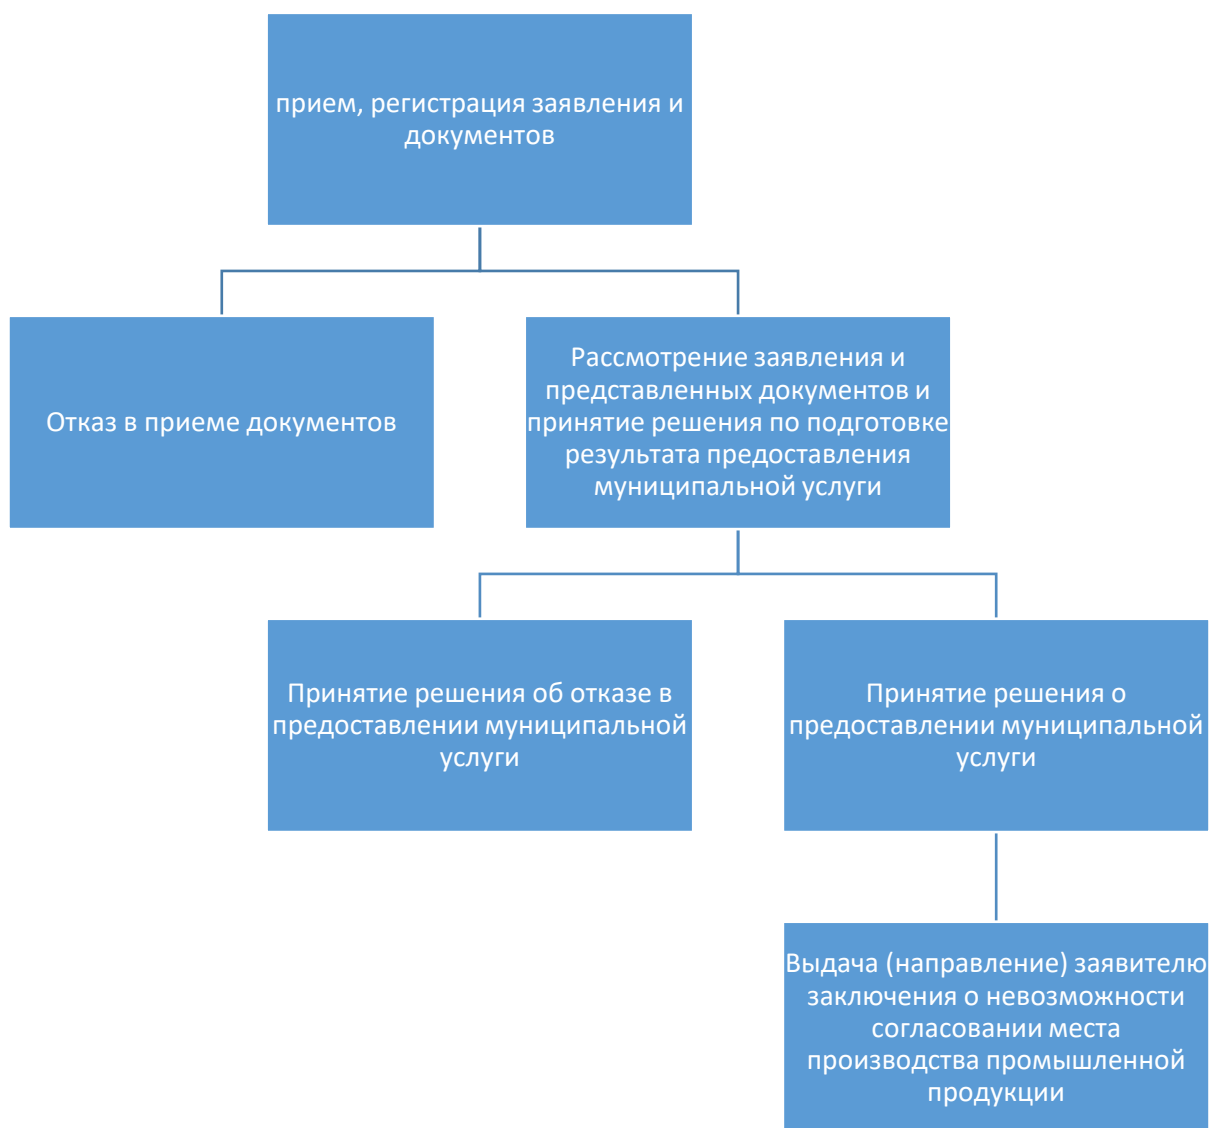 прием, регистрация заявления и
документов
Отказ в приеме документов
Рассмотрение заявления и
представленных документов и
принятие решения по подготовке
результата предоставления
муниципальной услуги
Принятие решения об отказе в
предоставлении муниципальной
услуги
Принятие решения о
предоставлении муниципальной
услуги
Выдача (направление) заявителю
заключения о невозможности
согласовании места
производства промышленной
продукции